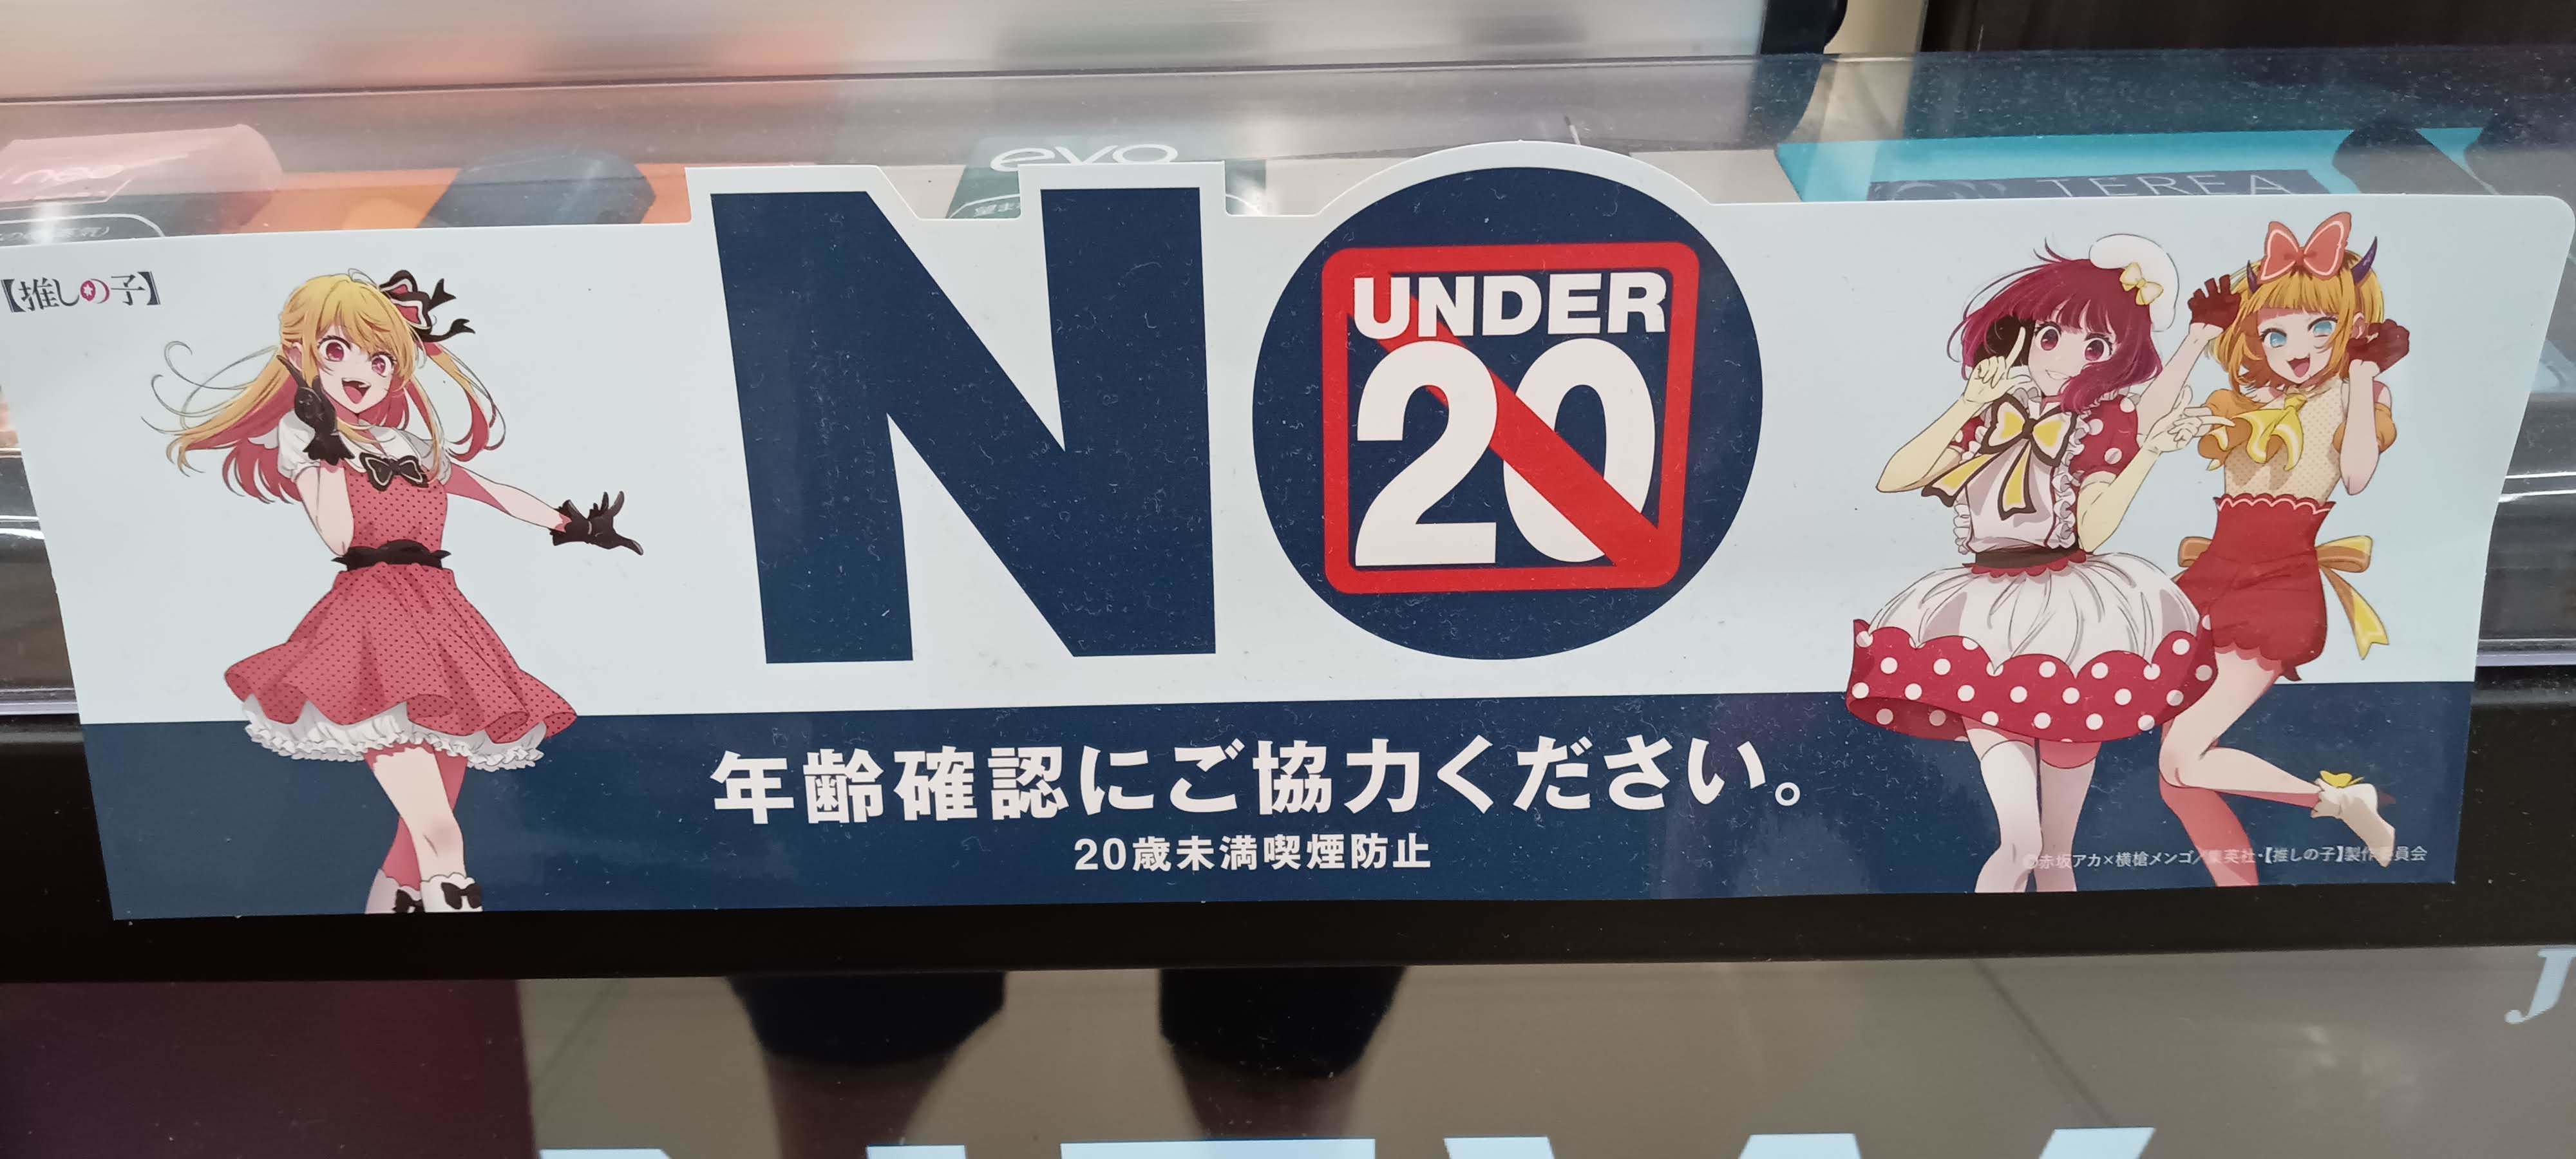 evo
TEREA
【推しの子】
NO
UNDER
20
年齢確認にご協力ください。
20歳未満喫煙防止
©赤坂アカ×横槍メンゴ/集英社・【推しの子】製作委員会
J